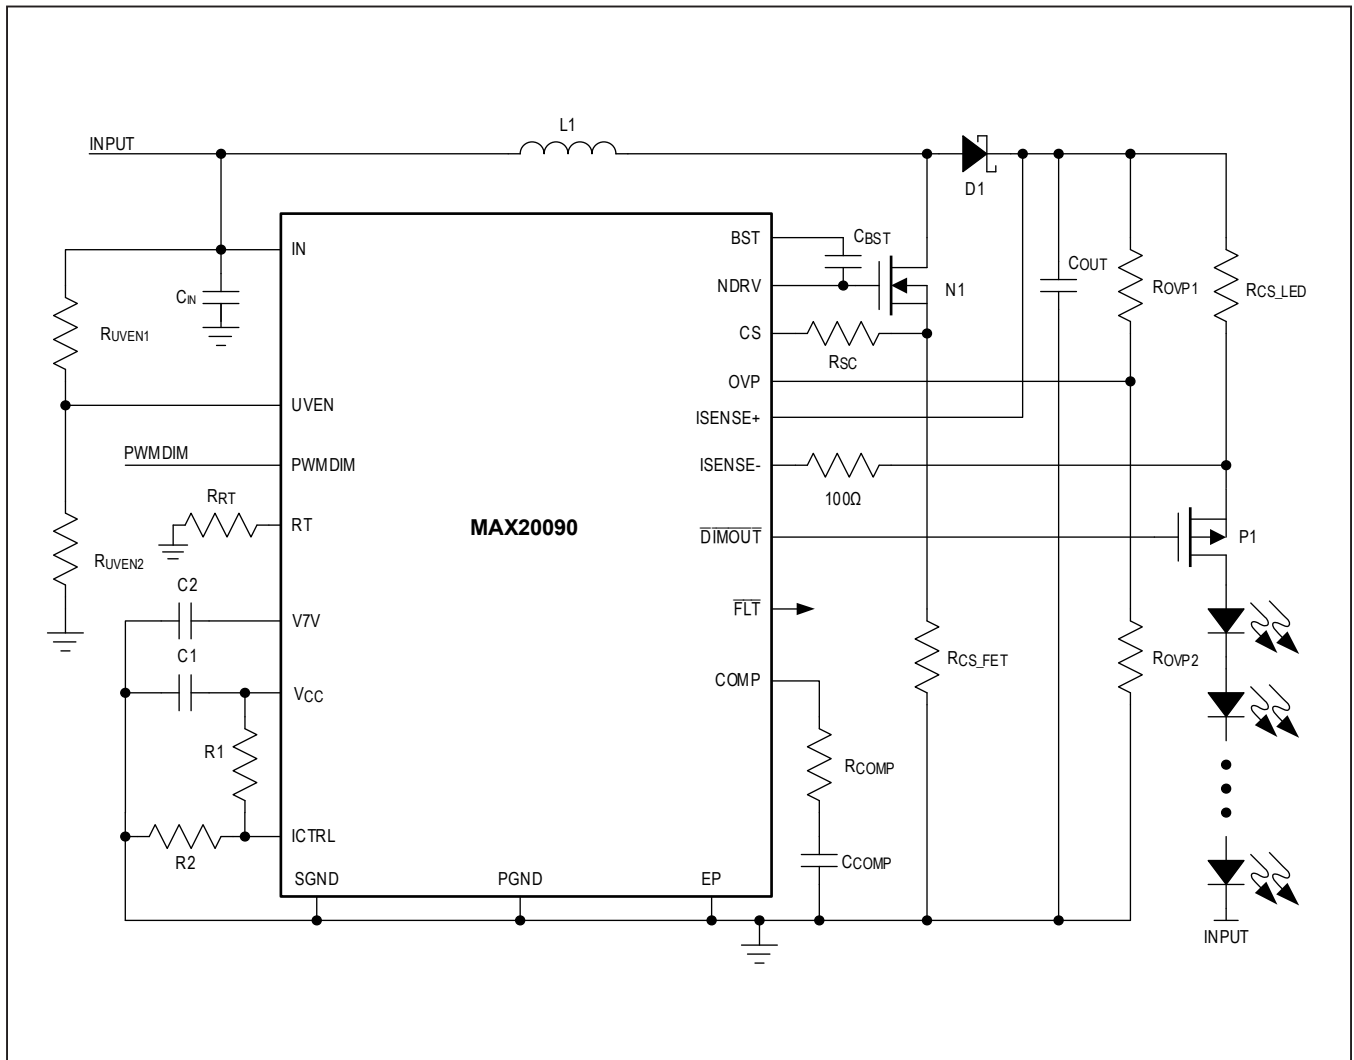 L1
INPUT
D1
BST
CBST
IN
COUT
NDRV
N1
ROVP1
RCS_LED
CIN
RUVEN1
CS
RSC
OVP
UVEN
ISENSE+
PWMDIM
PWMDIM
ISENSE-
RRT
100Ω
RT
MAX20090
DIMOUT
P1
RUVEN2
C2
V7V
FLT
C1
RCS_FET
ROVP2
COMP
VCC
R1
RCOMP
ICTRL
R2
CCOMP
SGND
PGND
EP
INPUT